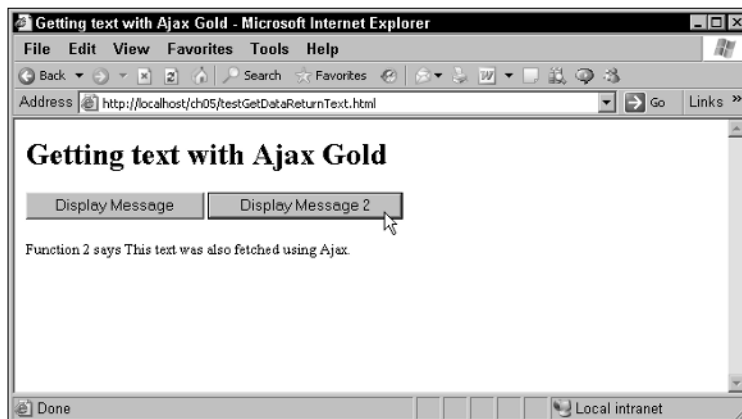 Getting text with Ajax Gold - Microsoft Internet Explorer
File Edit View Favorites Tools Help
Back Search Favorites
Address http://localhost/ch05/testGetDataReturnText.html Go Links »
Getting text with Ajax Gold
Display Message Display Message 2
Function 2 says This text was also fetched using Ajax.
Done Local intranet